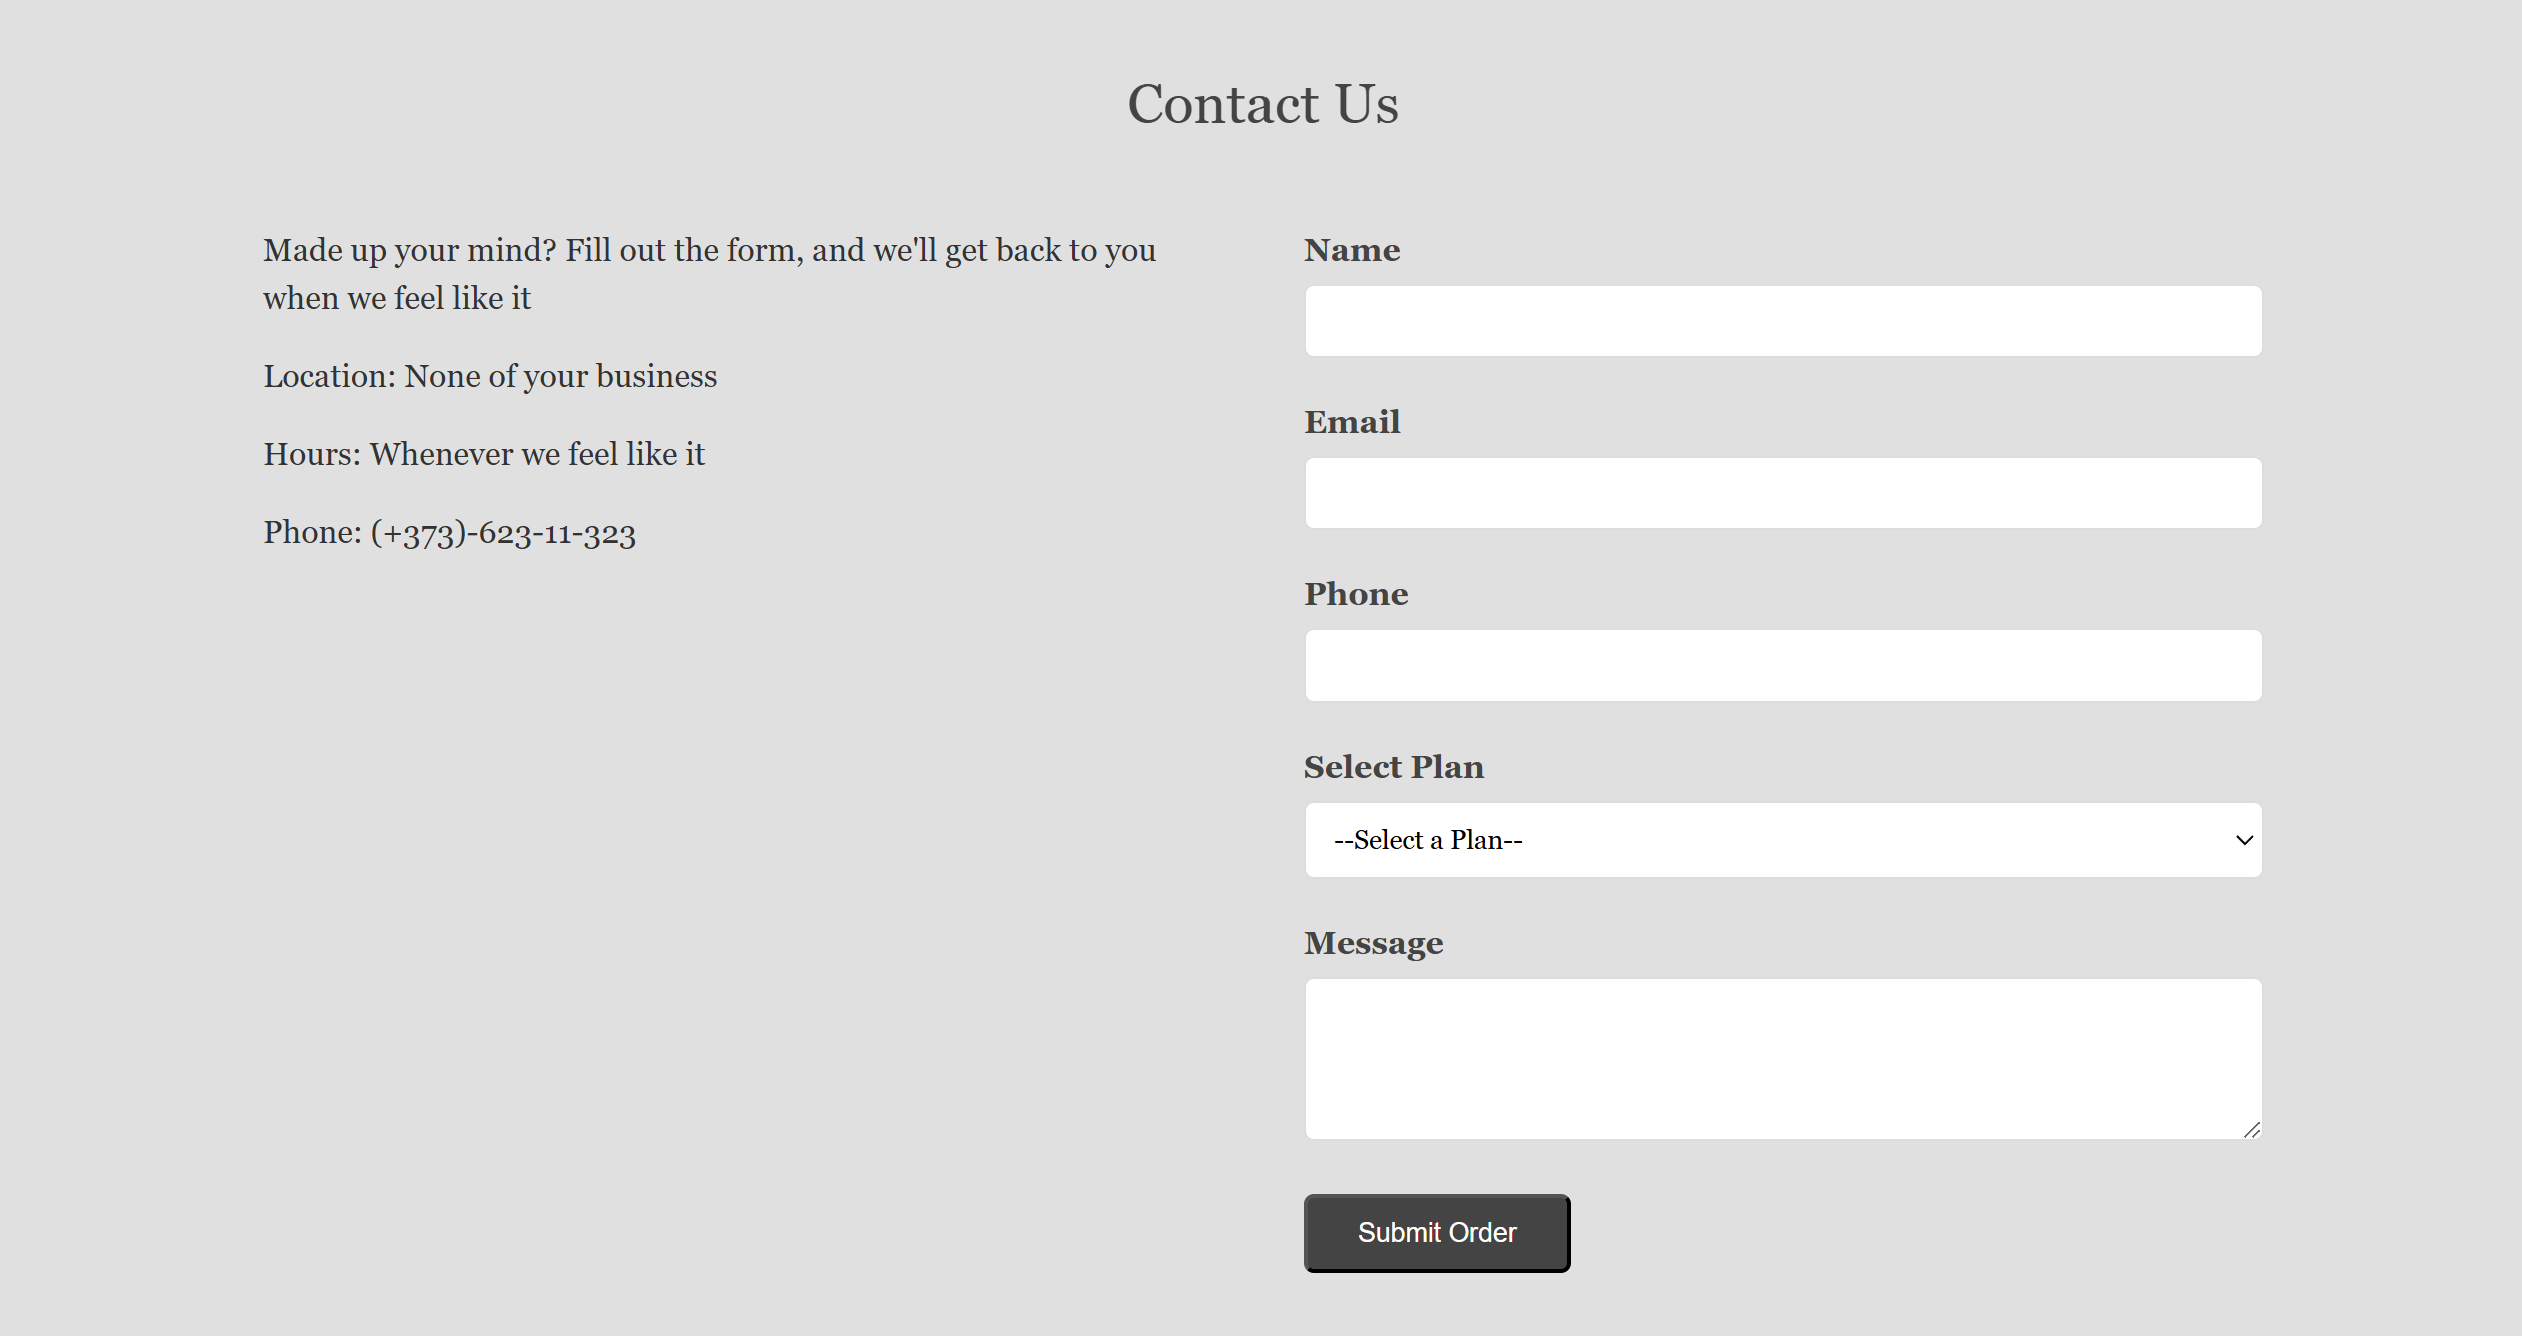 Contact Us
Made up your mind? Fill out the form, and we'll get back to you
when we feel like it
Location: None of your business
Hours: Whenever we feel like it
Phone: (+373)-623-11-323
Name
Email
Phone
Select Plan
--Select a Plan--
Message
Submit Order